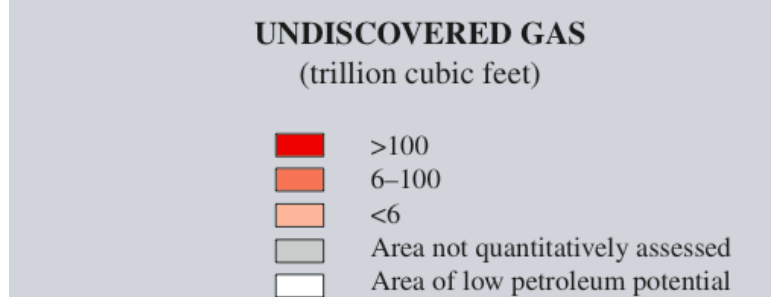 UNDISCOVERED GAS
(trillion cubic feet)
>100
6–100
<6
Area not quantitatively assessed
Area of low petroleum potential